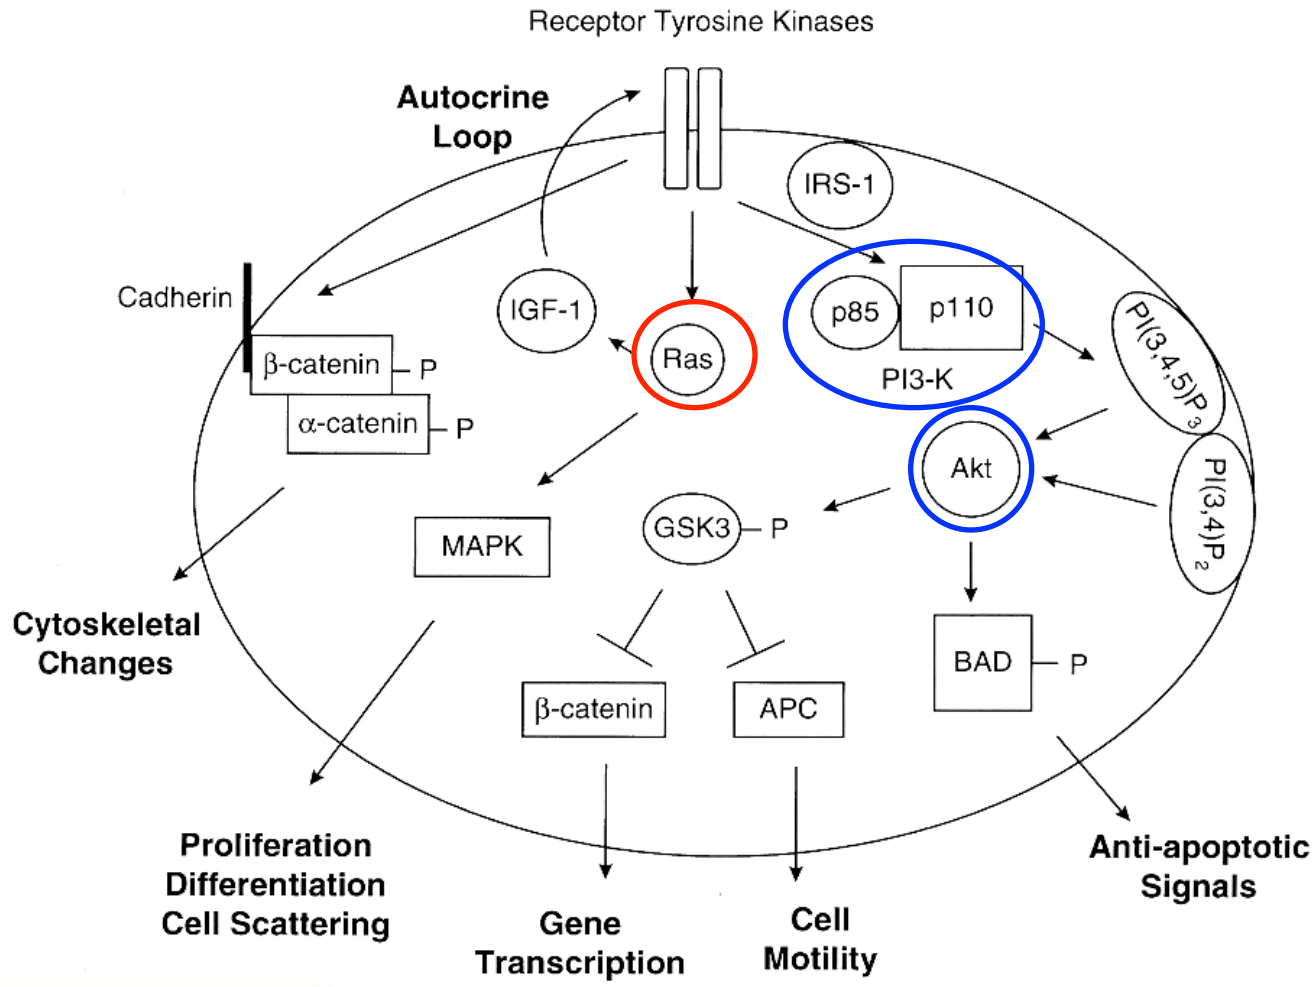 Receptor Tyrosine Kinases
Autocrine
Loop
IRS-1
Cadherin
IGF-1
p85
p110
PI(3,4,5)P3
Ras
β-catenin
P
PI3-K
α-catenin
P
Akt
PI(3,4)P2
MAPK
GSK3
P
Cytoskeletal
Changes
BAD
P
β-catenin
APC
Proliferation
Differentiation
Cell Scattering
Anti-apoptotic
Signals
Gene
Transcription
Cell
Motility